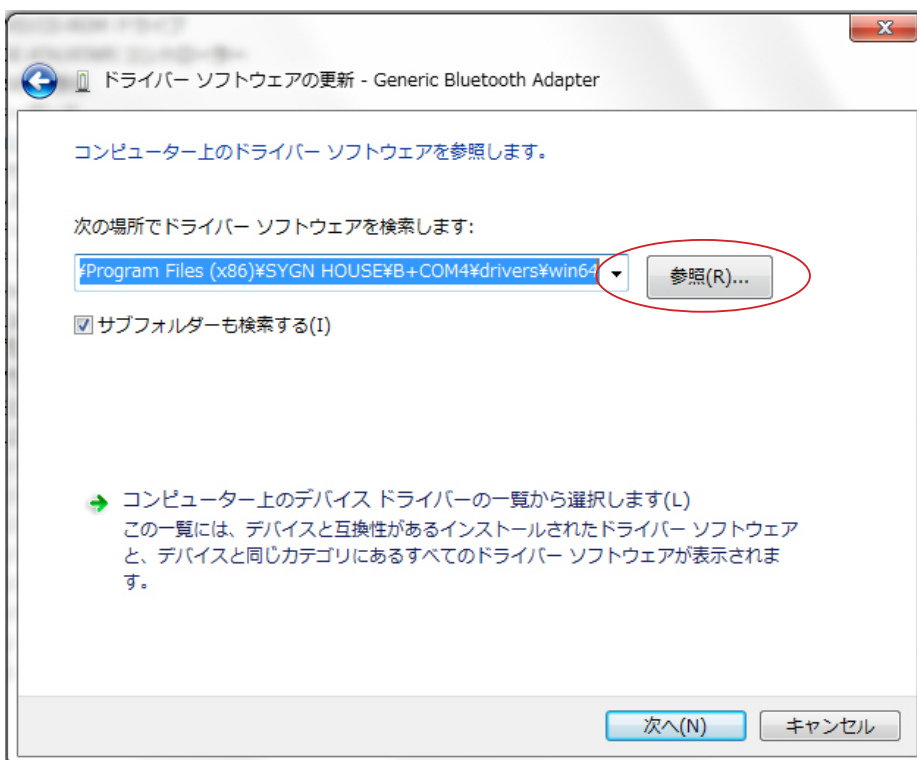 ドライバー ソフトウェアの更新 - Generic Bluetooth Adapter
コンピューター上のドライバー ソフトウェアを参照します。
次の場所でドライバー ソフトウェアを検索します:
¥Program Files (x86)¥SYGN HOUSE¥B+COM4¥drivers¥win64
参照(R)...
サブフォルダーも検索する(I)
コンピューター上のデバイス ドライバーの一覧から選択します(L)
この一覧には、デバイスと互換性があるインストールされたドライバー ソフトウェア
と、デバイスと同じカテゴリにあるすべてのドライバー ソフトウェアが表示されま
す。
次へ(N)
キャンセル